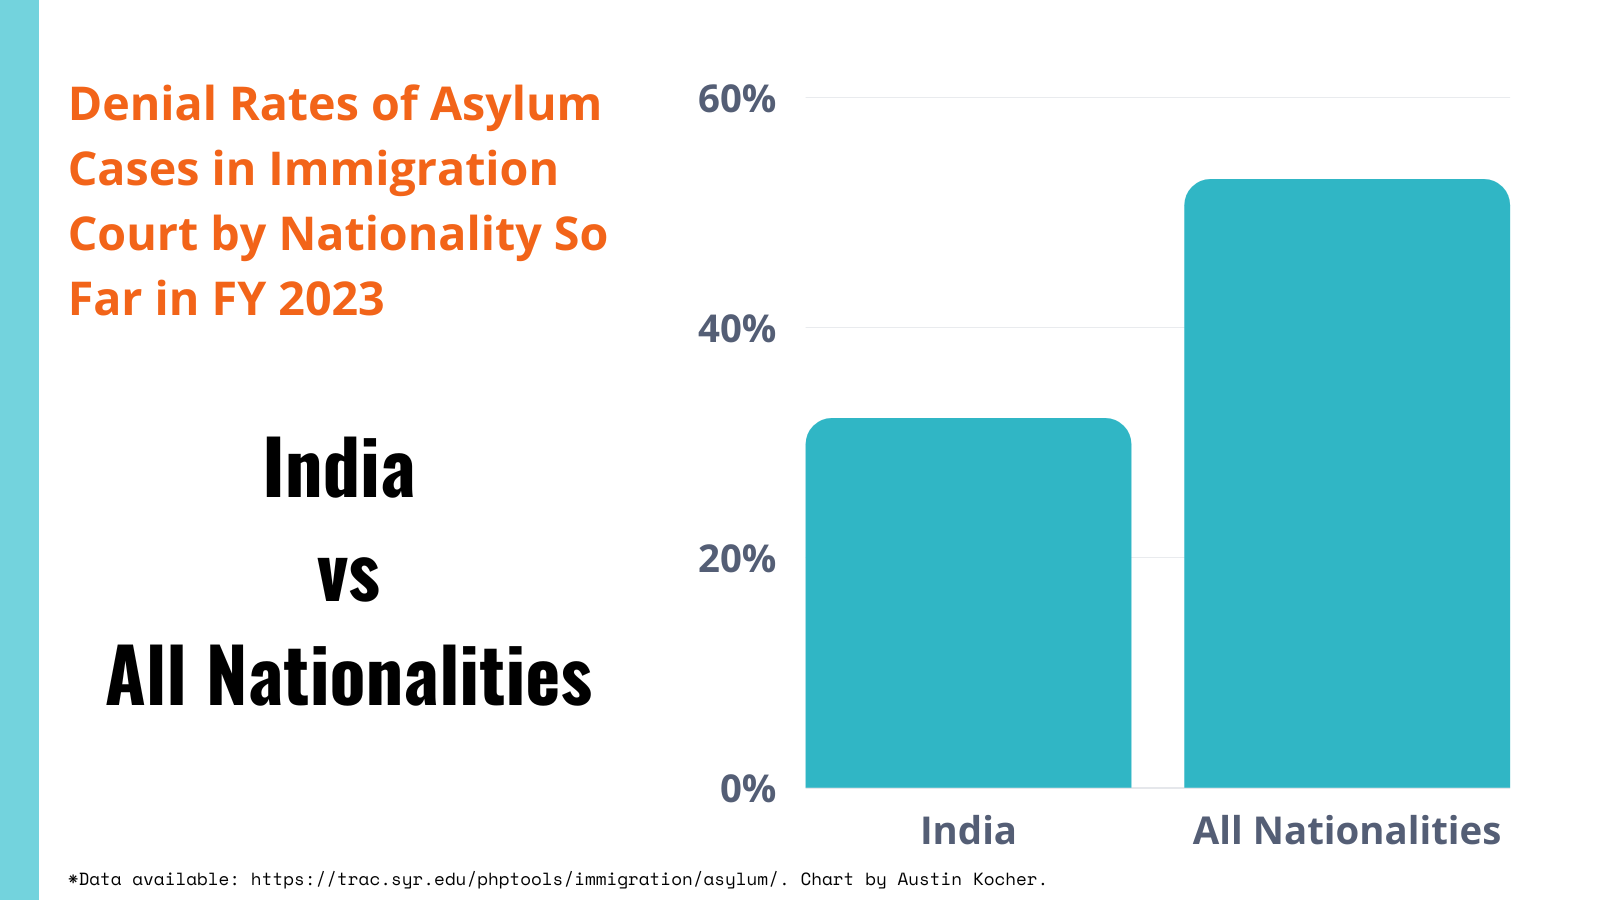 Denial Rates of Asylum
Cases in Immigration
Court by Nationality So
Far in FY 2023
India
vs
All Nationalities
60%
40%
20%
0%
India
All Nationalities
*Data available: https://trac.syr.edu/phptools/immigration/asylum/. Chart by Austin Kocher.